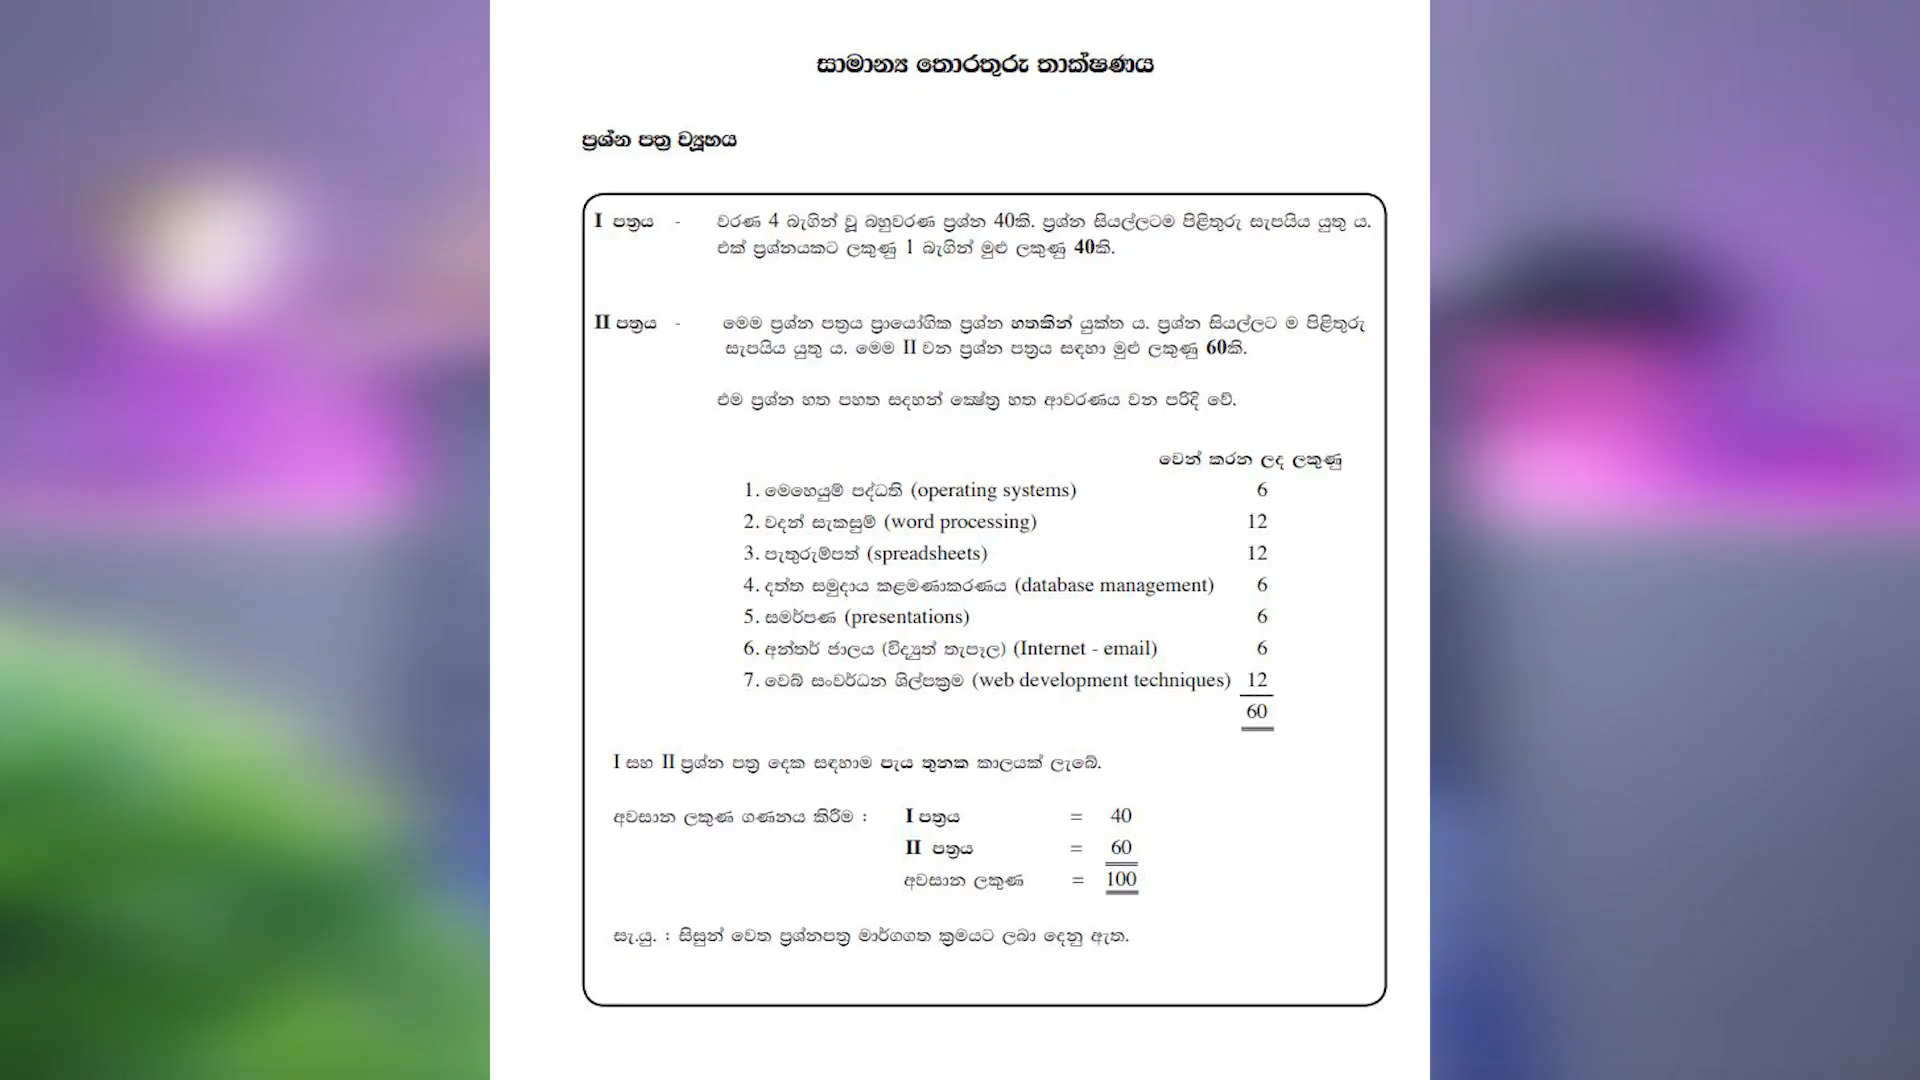 සාමාන්‍ය තොරතුරු තාක්ෂණය
ප්‍රශ්න පත්‍ර ව්‍යුහය
I පත්‍රය - වරණ 4 බැගින් වූ බහුවරණ ප්‍රශ්න 40කි. ප්‍රශ්න සියල්ලටම පිළිතුරු සැපයිය යුතු ය.
එක් ප්‍රශ්නයකට ලකුණු 1 බැගින් මුළු ලකුණු 40කි.
II පත්‍රය - මෙම ප්‍රශ්න පත්‍රය ප්‍රායෝගික ප්‍රශ්න හතකින් යුක්ත ය. ප්‍රශ්න සියල්ලට ම පිළිතුරු
සැපයිය යුතු ය. මෙම II වන ප්‍රශ්න පත්‍රය සඳහා මුළු ලකුණු 60කි.
එම ප්‍රශ්න හත පහත සදහන් ක්‍ෂේත්‍ර හත ආවරණය වන පරිදි වේ.
වෙන් කරන ලද ලකුණු
1. මෙහෙයුම් පද්ධති (operating systems) 6
2. වදන් සැකසුම් (word processing) 12
3. පැතුරුම්පත් (spreadsheets) 12
4. දත්ත සමුදාය කළමණාකරණය (database management) 6
5. සමර්පණ (presentations) 6
6. අන්තර් ජාලය (විද්‍යුත් තැපෑල) (Internet - email) 6
7. වෙබ් සංවර්ධන ශිල්පක්‍රම (web development techniques) 12
60
I සහ II ප්‍රශ්න පත්‍ර දෙක සඳහාම පැය තුනක කාලයක් ලැබේ.
අවසාන ලකුණ ගණනය කිරීම : I පත්‍රය = 40
II පත්‍රය = 60
අවසාන ලකුණ = 100
සැ.යු. : සිසුන් වෙත ප්‍රශ්නපත්‍ර මාර්ගගත ක්‍රමයට ලබා දෙනු ඇත.